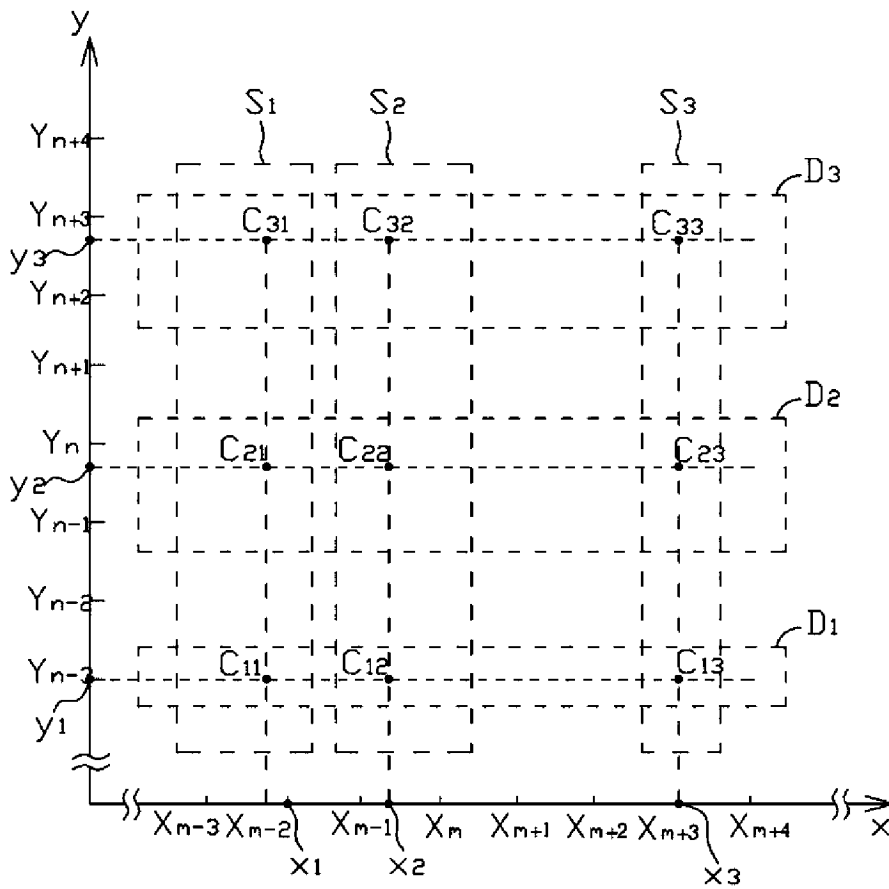 y
S1 S2 S3
Yn+4
D3
Yn+3 C31 C32 C33
y3
Yn+2
Yn+1
D2
Yn C21 C22 C23
y2
Yn-1
Yn-2
D1
Yn-3 C11 C12 C13
y1
Xm-3 Xm-2 Xm-1 Xm Xm+1 Xm+2 Xm+3 Xm+4 x
x1 x2 x3